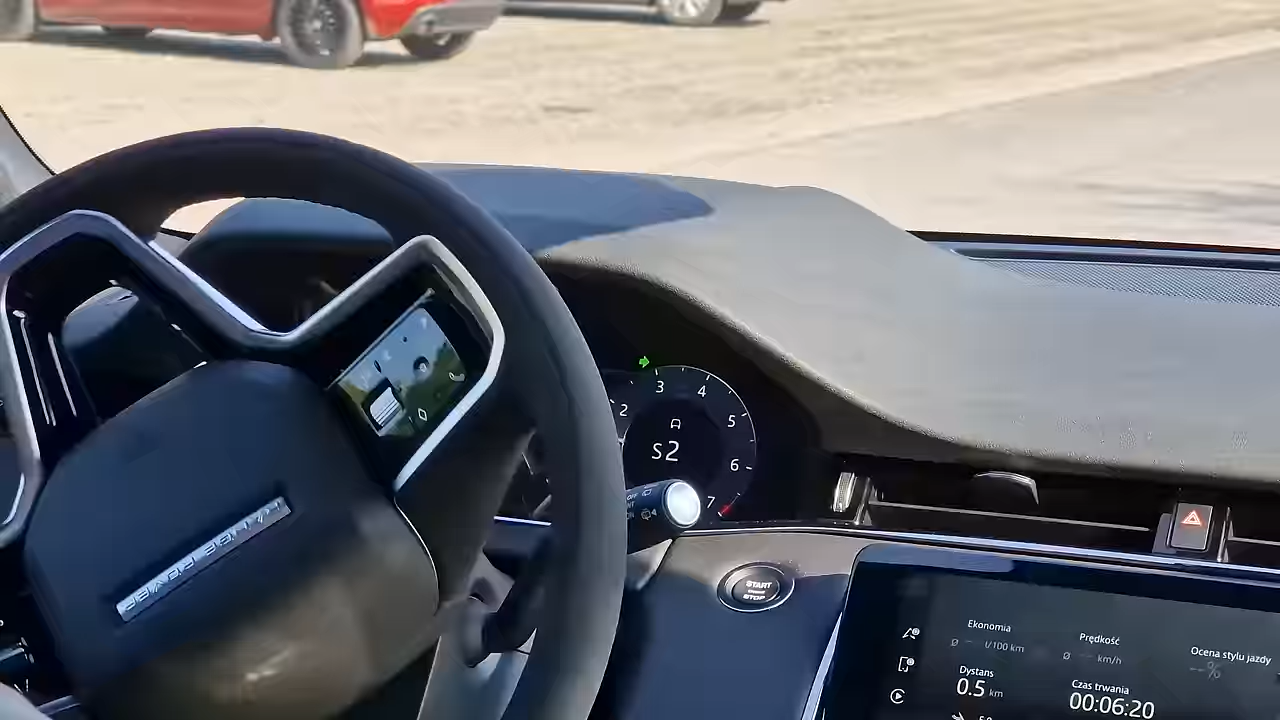 3
4
2
5
S2
6
7
OFF
RANGE ROVER
START
STOP
Ekonomia
Prędkość
Ocena stylu jazdy
Ø -- l/100 km
Ø -- km/h
--%
Dystans
Czas trwania
0.5 km
00:06:20